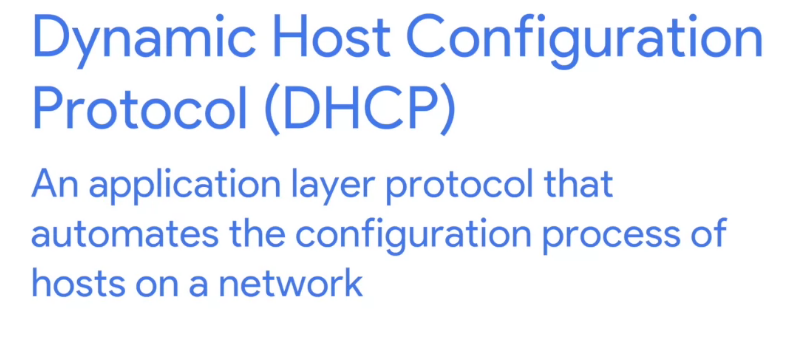 Dynamic Host Configuration
Protocol (DHCP)
An application layer protocol that
automates the configuration process of
hosts on a network